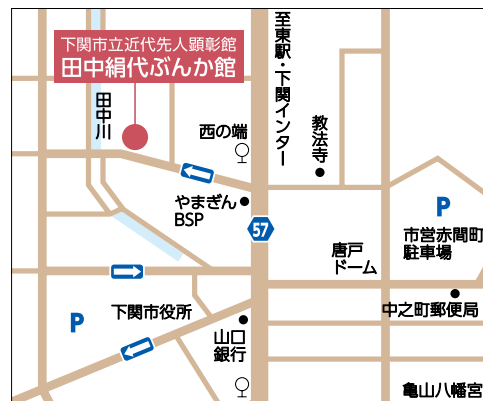 下関市立近代先人顕彰館
田中絹代ぶんか館
至東駅・下関インター
田中川
西の端
教法寺
やまぎん
BSP
57
P
市営赤間町
駐車場
唐戸
ドーム
下関市役所
中之町郵便局
P
山口
銀行
亀山八幡宮